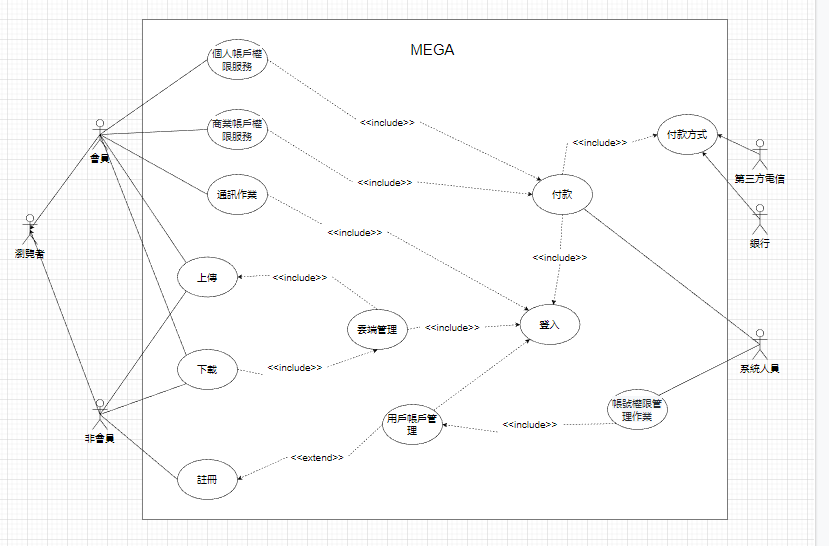 MEGA
個人帳戶權
限服務
<<include>>
會員
商業帳戶權
限服務
<<include>>
付款方式
第三方電信
<<include>>
通訊作業
付款
<<include>>
瀏覽者
銀行
<<include>>
上傳
<<include>>
雲端管理
<<include>>
登入
下載
<<include>>
系統人員
非會員
用戶帳戶管
理
<<include>>
帳號權限管
理作業
<<extend>>
註冊